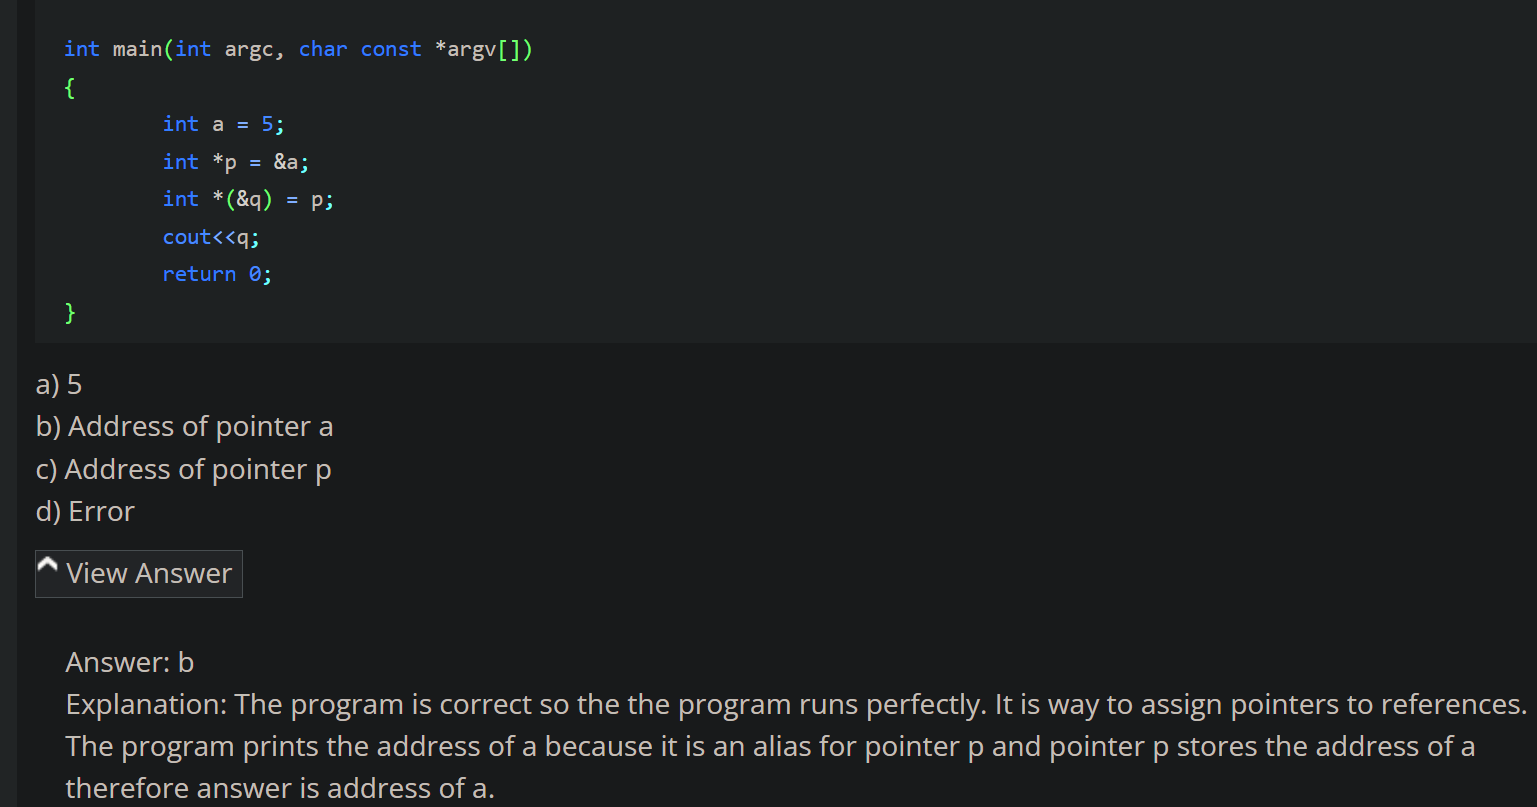 int main(int argc, char const *argv[])
{
int a = 5;
int *p = &a;
int *(&q) = p;
cout<<q;
return 0;
}
a) 5
b) Address of pointer a
c) Address of pointer p
d) Error
View Answer
Answer: b
Explanation: The program is correct so the the program runs perfectly. It is way to assign pointers to references.
The program prints the address of a because it is an alias for pointer p and pointer p stores the address of a
therefore answer is address of a.